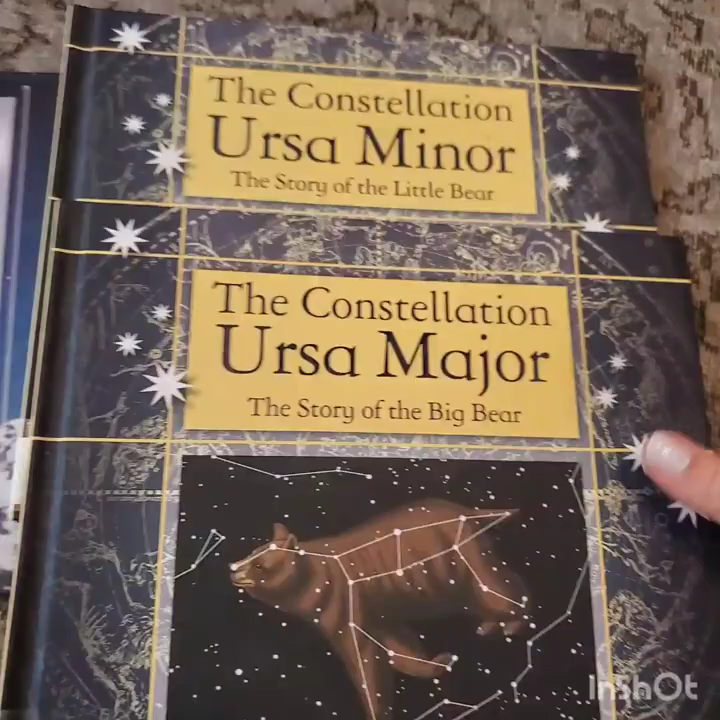 The Constellation
Ursa Minor
The Story of the Little Bear
The Constellation
Ursa Major
The Story of the Big Bear
InShOt